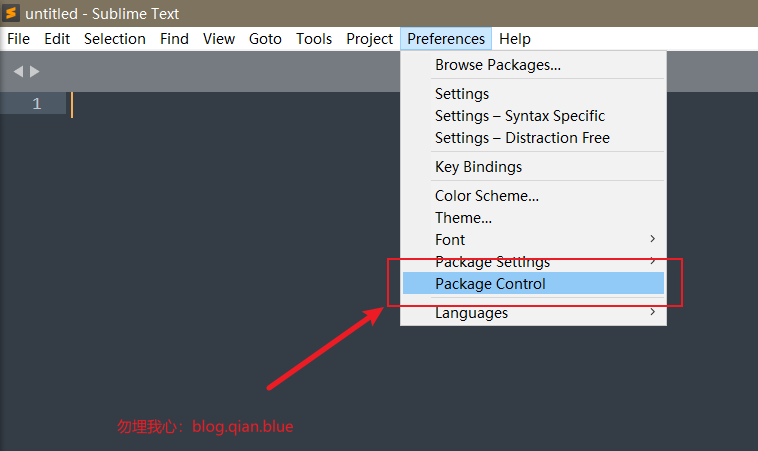 untitled - Sublime Text
File Edit Selection Find View Goto Tools Project Preferences Help
Browse Packages...
1
Settings
Settings – Syntax Specific
Settings – Distraction Free
Key Bindings
Color Scheme...
Theme...
Font
Package Settings
Package Control
Languages
勿埋我心：blog.qian.blue